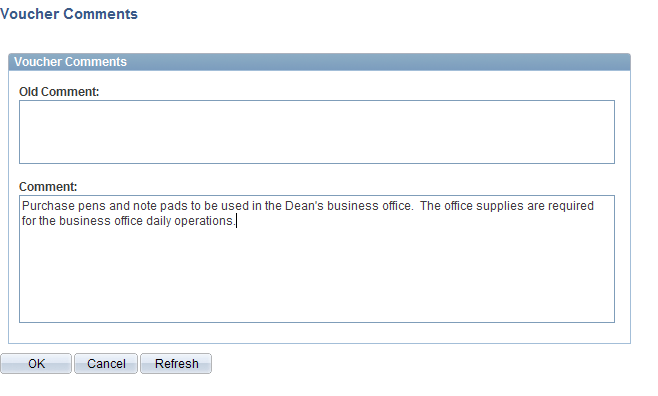 Voucher Comments
Voucher Comments
Old Comment:
Comment:
Purchase pens and note pads to be used in the Dean's business office.  The office supplies are required
for the business office daily operations.
OK Cancel Refresh